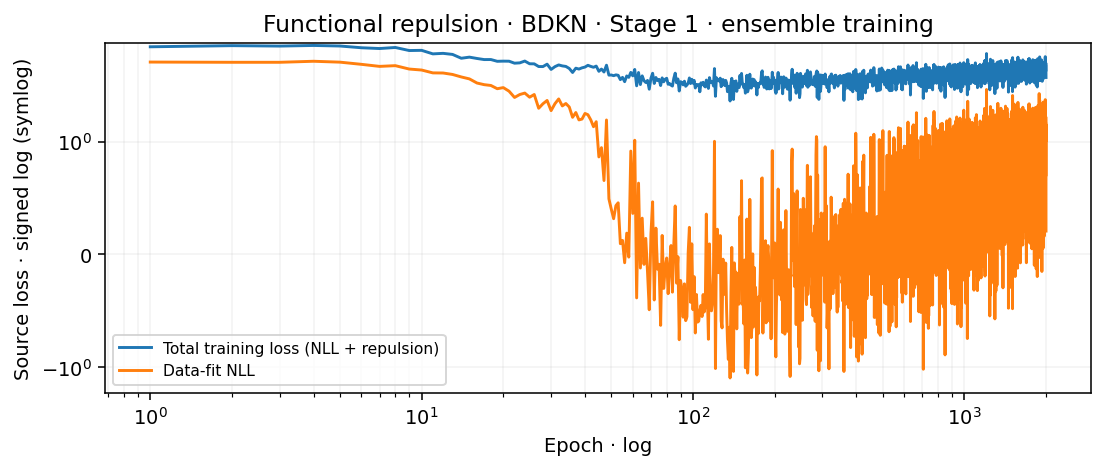 Functional repulsion · BDKN · Stage 1 · ensemble training
Source loss · signed log (symlog)
10⁰
0
−10⁰
Total training loss (NLL + repulsion)
Data-fit NLL
10⁰ 10¹ 10² 10³
Epoch · log